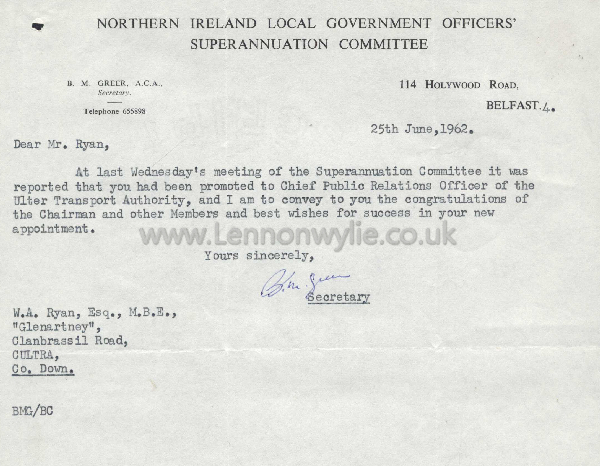 NORTHERN IRELAND LOCAL GOVERNMENT OFFICERS'
SUPERANNUATION COMMITTEE
B. M. GREER, A.C.A.,
Secretary.
Telephone 655898
114 HOLYWOOD ROAD,
BELFAST.4.
25th June,1962.
Dear Mr. Ryan,
At last Wednesday's meeting of the Superannuation Committee it was
reported that you had been promoted to Chief Public Relations Officer of the
Ulter Transport Authority, and I am to convey to you the congratulations of
the Chairman and other Members and best wishes for success in your new
appointment.
www.Lennonwylie.co.uk
Yours sincerely,
B.M. Greer
Secretary
W.A. Ryan, Esq., M.B.E.,
"Glenartney",
Clanbrassil Road,
CULTRA,
Co. Down.
BMG/BC